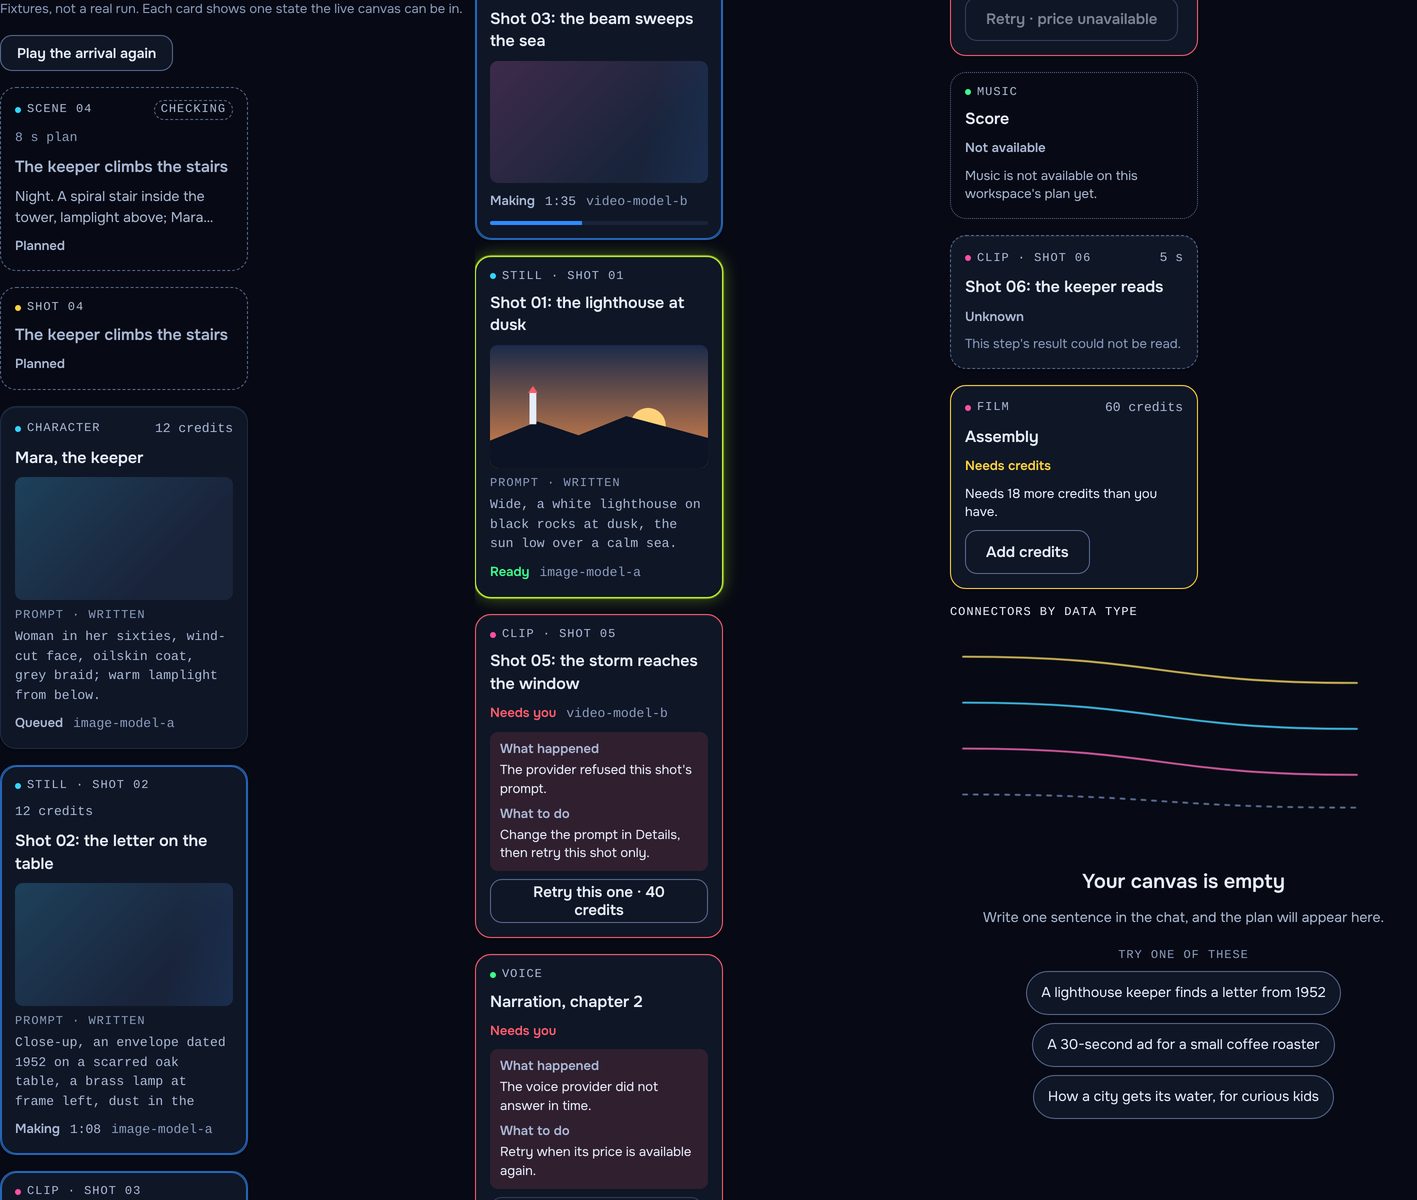 Fixtures, not a real run. Each card shows one state the live canvas can be in.
Play the arrival again
SCENE 04
CHECKING
8 s plan
The keeper climbs the stairs
Night. A spiral stair inside the
tower, lamplight above; Mara...
Planned
SHOT 04
The keeper climbs the stairs
Planned
CHARACTER
12 credits
Mara, the keeper
PROMPT · WRITTEN
Woman in her sixties, wind-
cut face, oilskin coat,
grey braid; warm lamplight
from below.
Queued image-model-a
STILL · SHOT 02
12 credits
Shot 02: the letter on the
table
PROMPT · WRITTEN
Close-up, an envelope dated
1952 on a scarred oak
table, a brass lamp at
frame left, dust in the
Making 1:08 image-model-a
CLIP · SHOT 03
Shot 03: the beam sweeps
the sea
Making 1:35 video-model-b
STILL · SHOT 01
Shot 01: the lighthouse at
dusk
PROMPT · WRITTEN
Wide, a white lighthouse on
black rocks at dusk, the
sun low over a calm sea.
Ready image-model-a
CLIP · SHOT 05
Shot 05: the storm reaches
the window
Needs you video-model-b
What happened
The provider refused this shot's
prompt.
What to do
Change the prompt in Details,
then retry this shot only.
Retry this one · 40
credits
VOICE
Narration, chapter 2
Needs you
What happened
The voice provider did not
answer in time.
What to do
Retry when its price is available
again.
Retry · price unavailable
MUSIC
Score
Not available
Music is not available on this
workspace's plan yet.
CLIP · SHOT 06
5 s
Shot 06: the keeper reads
Unknown
This step's result could not be read.
FILM
60 credits
Assembly
Needs credits
Needs 18 more credits than you
have.
Add credits
CONNECTORS BY DATA TYPE
Your canvas is empty
Write one sentence in the chat, and the plan will appear here.
TRY ONE OF THESE
A lighthouse keeper finds a letter from 1952
A 30-second ad for a small coffee roaster
How a city gets its water, for curious kids